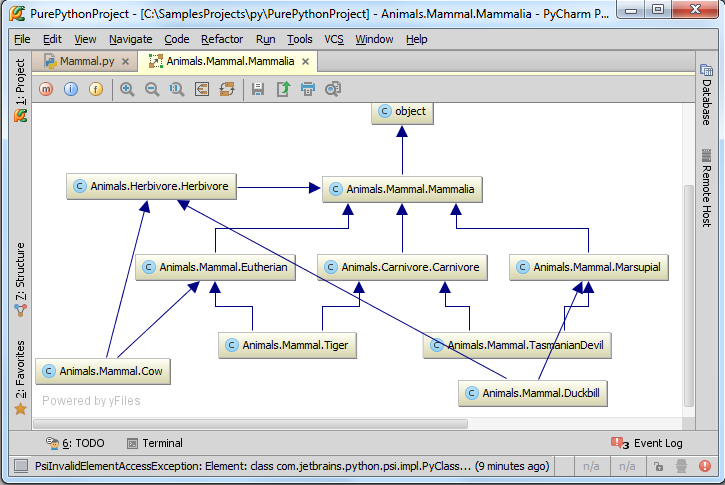 PurePythonProject - [C:\SamplesProjects\py\PurePythonProject] - Animals.Mammal.Mammalia - PyCharm P...
File Edit View Navigate Code Refactor Run Tools VCS Window Help
Mammal.py Animals.Mammal.Mammalia
1: Project
7: Structure
2: Favorites
m i f
1:1
Database
Remote Host
C object
C Animals.Herbivore.Herbivore C Animals.Mammal.Mammalia
C Animals.Mammal.Eutherian C Animals.Carnivore.Carnivore C Animals.Mammal.Marsupial
C Animals.Mammal.Tiger C Animals.Mammal.TasmanianDevil
C Animals.Mammal.Cow
C Animals.Mammal.Duckbill
Powered by yFiles
6: TODO Terminal 3 Event Log
PsiInvalidElementAccessException: Element: class com.jetbrains.python.psi.impl.PyClass... (9 minutes ago) n/a n/a